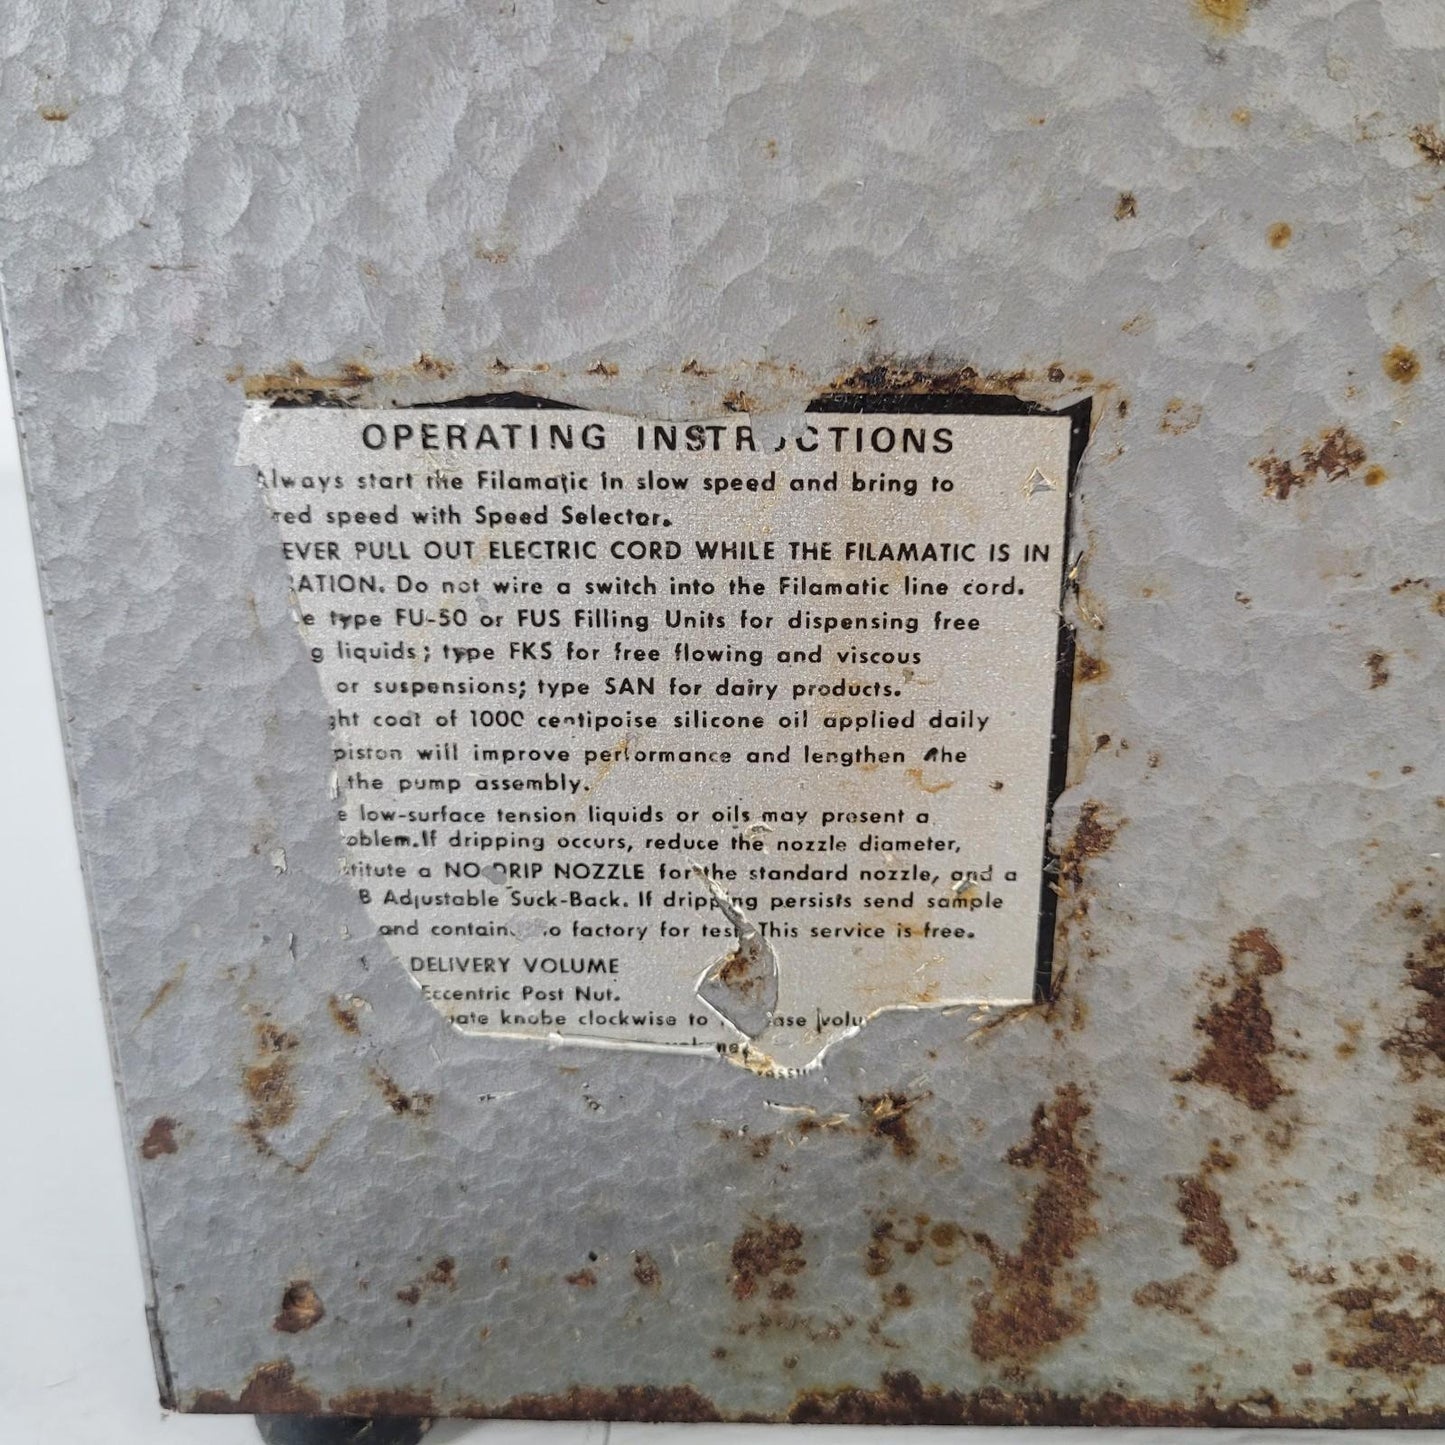 OPERATING INSTRUCTIONS
Always start the Filamatic in slow speed and bring to
red speed with Speed Selector.
EVER PULL OUT ELECTRIC CORD WHILE THE FILAMATIC IS IN
RATION. Do not wire a switch into the Filamatic line cord.
e type FU-50 or FUS Filling Units for dispensing free
g liquids; type FKS for free flowing and viscous
or suspensions; type SAN for dairy products.
ght coat of 1000 centipoise silicone oil applied daily
piston will improve performance and lengthen the
the pump assembly.
e low-surface tension liquids or oils may present a
oblem. If dripping occurs, reduce the nozzle diameter,
titute a NO-DRIP NOZZLE for the standard nozzle, and a
B Adjustable Suck-Back. If dripping persists send sample
and contain o factory for test. This service is free.
DELIVERY VOLUME
Eccentric Post Nut.
ate knobe clockwise to ase volu